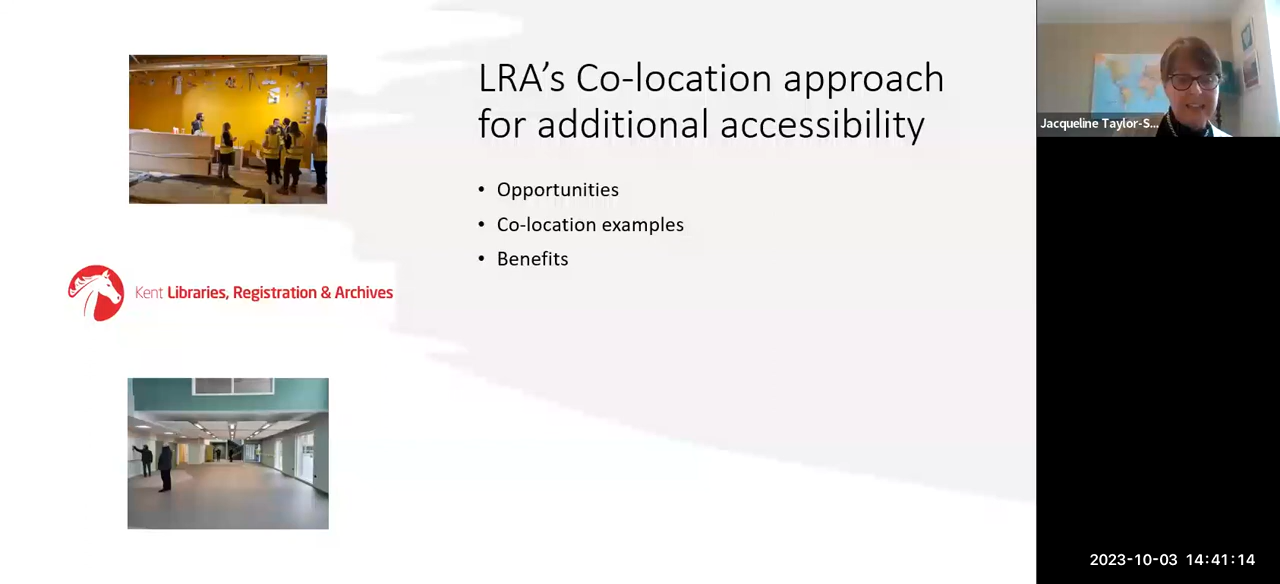 LRA’s Co-location approach
for additional accessibility
• Opportunities
• Co-location examples
• Benefits
Kent Libraries, Registration & Archives
Jacqueline Taylor-S...
2023-10-03 14:41:14